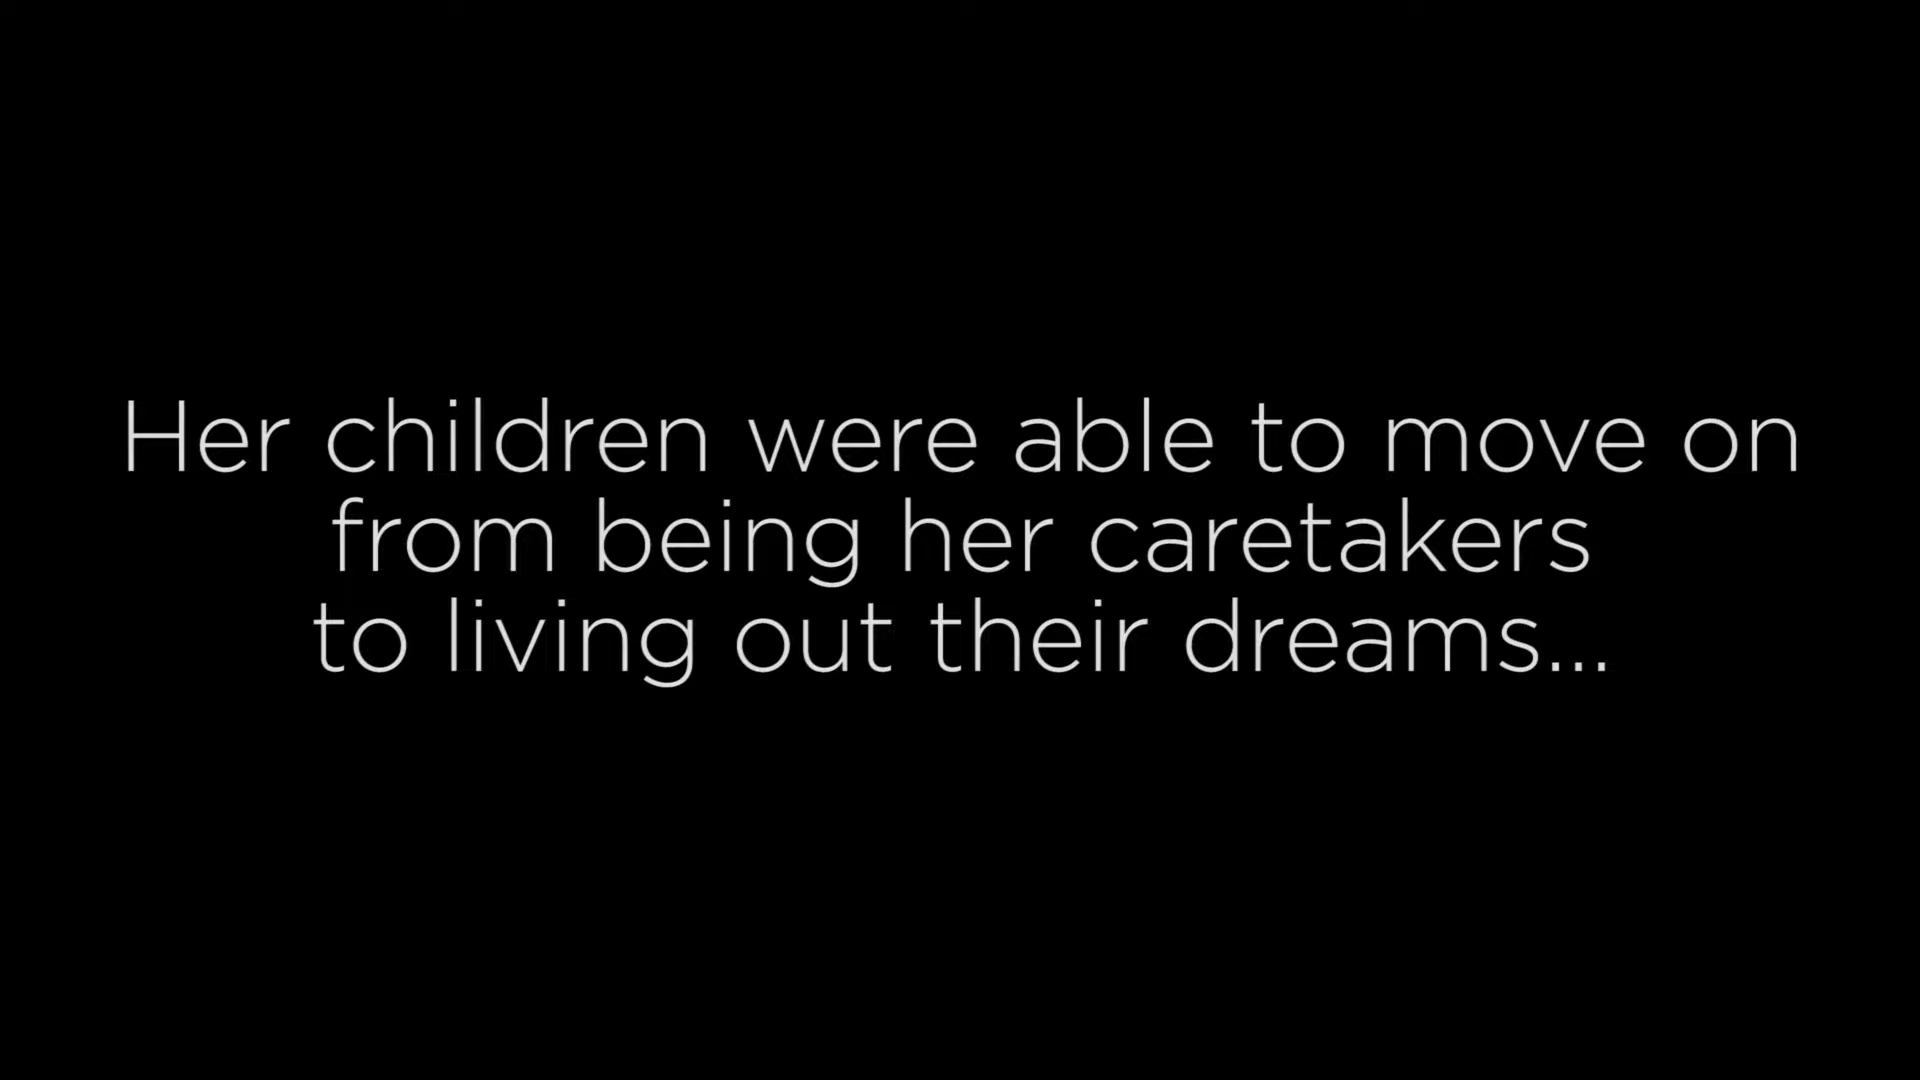 Her children were able to move on
from being her caretakers
to living out their dreams...